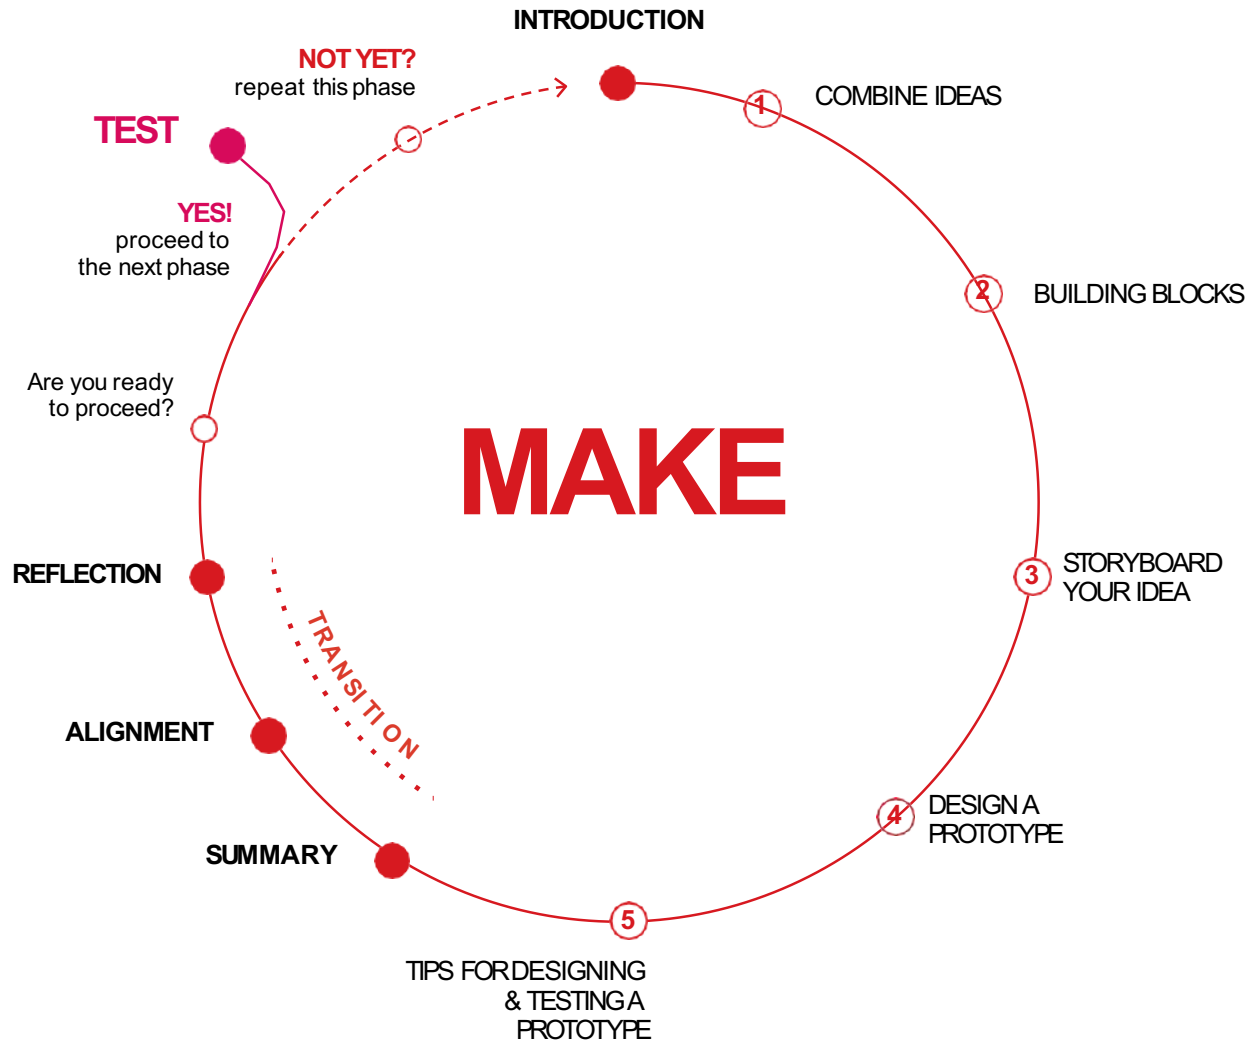 INTRODUCTION
NOT YET?
repeat this phase
TEST
1
COMBINE IDEAS
YES!
proceed to
the next phase
2
BUILDING BLOCKS
Are you ready
to proceed?
MAKE
REFLECTION
3
STORYBOARD
YOUR IDEA
TRANSITION
ALIGNMENT
4
DESIGN A
PROTOTYPE
SUMMARY
5
TIPS FOR DESIGNING
& TESTING A
PROTOTYPE